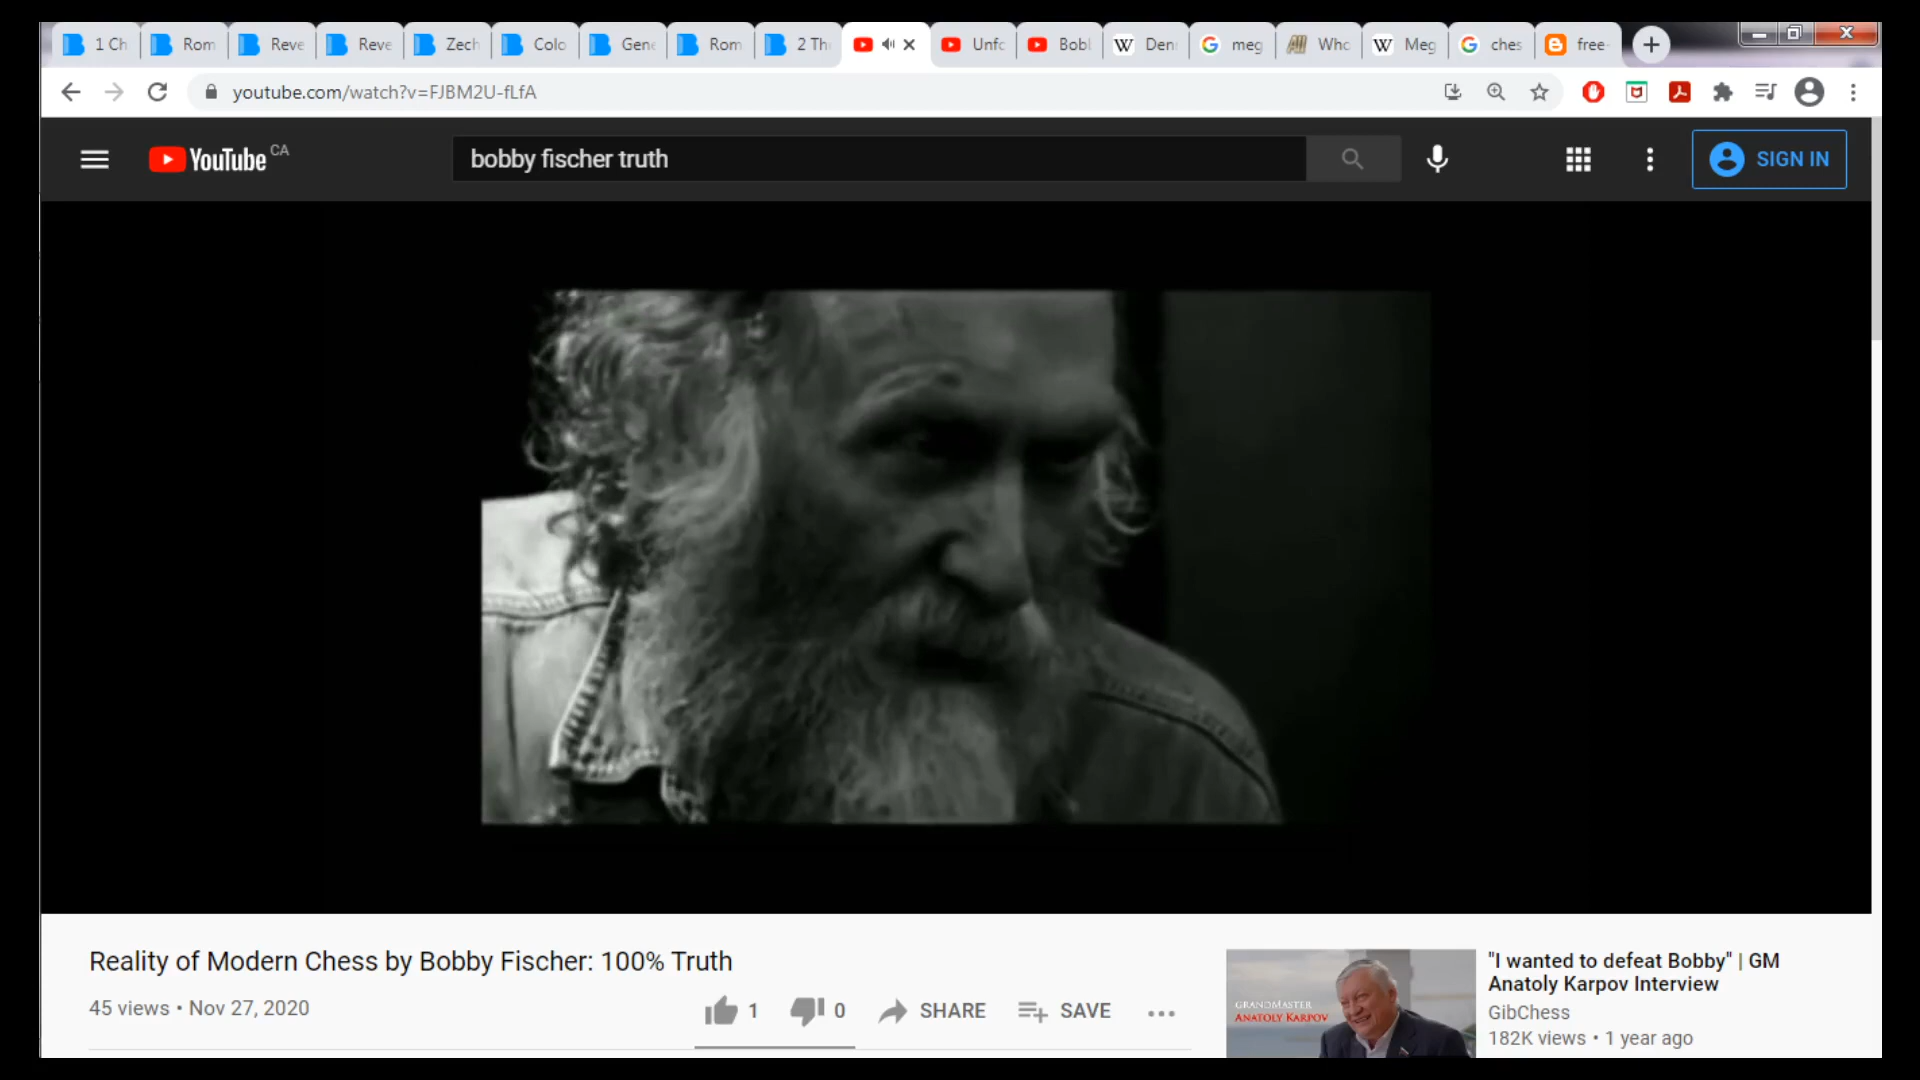 1 Ch
Rom
Reve
Reve
Zech
Colo
Gene
Rom
2 Th
Unfo
Bobl
W
Den
G
meg
Who
W
Meg
G
ches
free-
youtube.com/watch?v=FJBM2U-fLfA
YouTube CA
bobby fischer truth
SIGN IN
Reality of Modern Chess by Bobby Fischer: 100% Truth
45 views • Nov 27, 2020
1
0
SHARE
SAVE
GRANDMASTER
ANATOLY KARPOV
"I wanted to defeat Bobby" | GM
Anatoly Karpov Interview
GibChess
182K views • 1 year ago